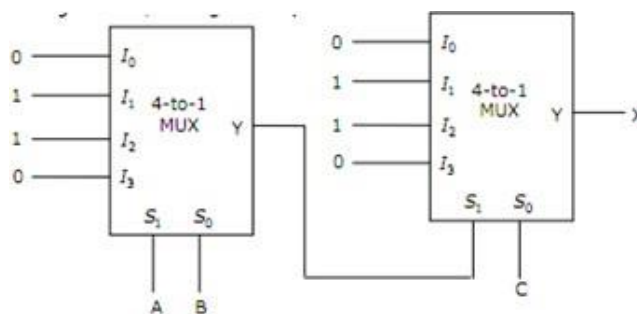 0 I₀
1 I₁
1 I₂
0 I₃
4-to-1
MUX
Y
S₁ S₀
A B
0 I₀
1 I₁
1 I₂
0 I₃
4-to-1
MUX
Y
X
S₁ S₀
C